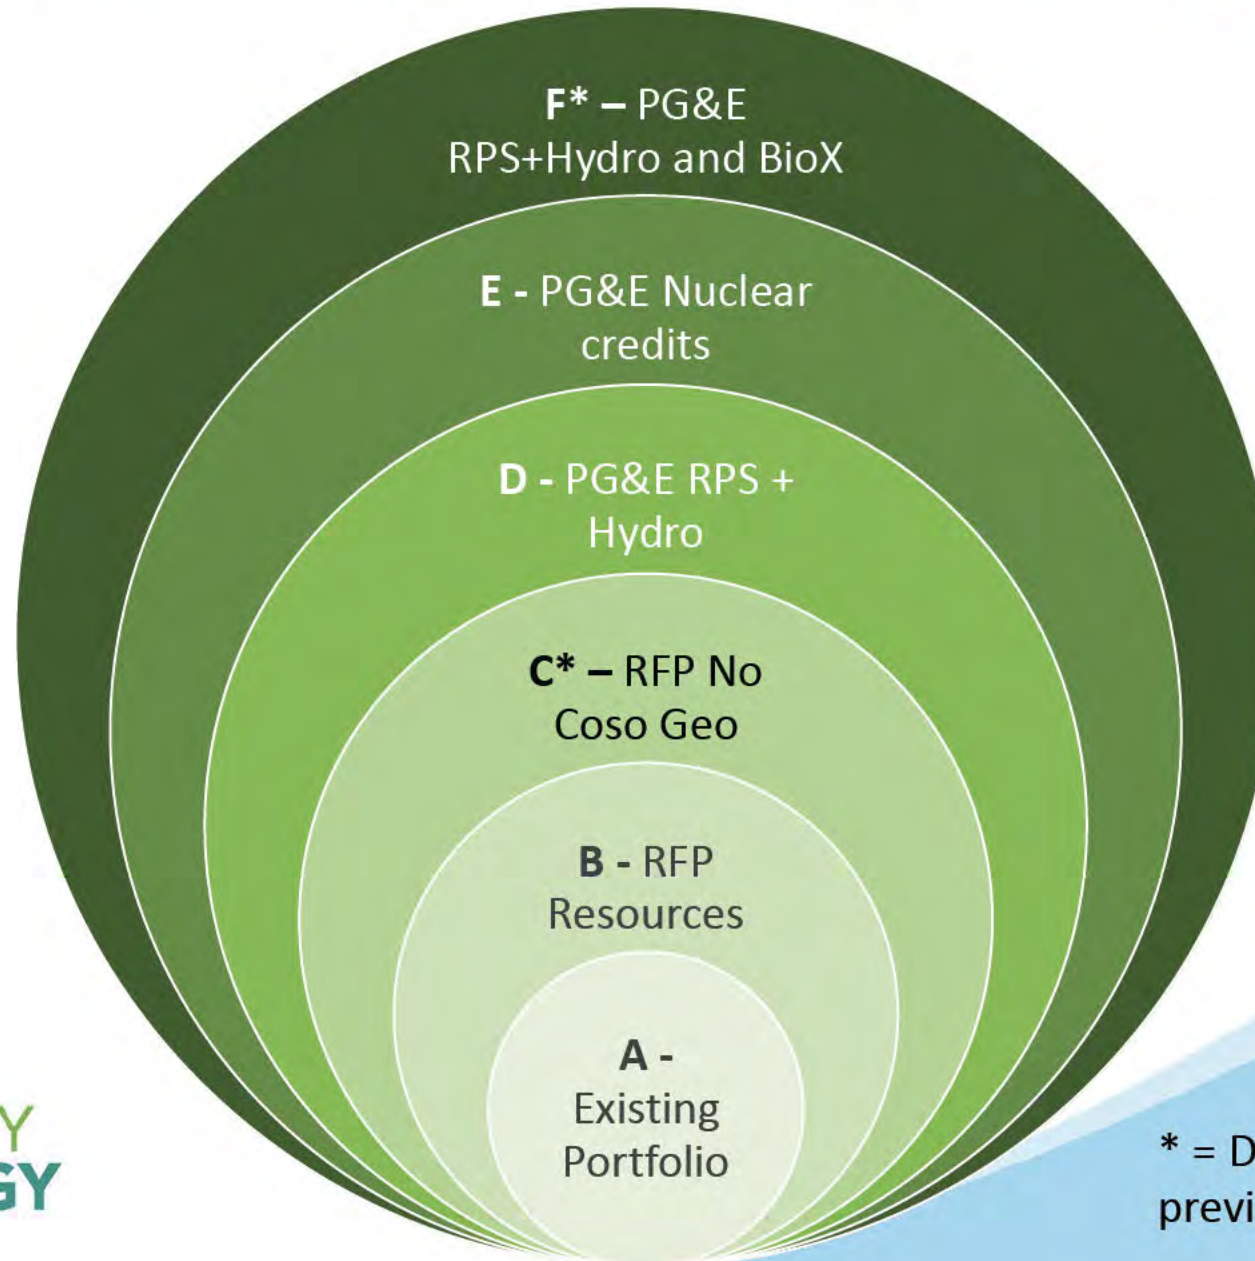 F* – PG&E
RPS+Hydro and BioX
E - PG&E Nuclear
credits
D - PG&E RPS +
Hydro
C* – RFP No
Coso Geo
B - RFP
Resources
A -
Existing
Portfolio
* = D
previ
Y
GY